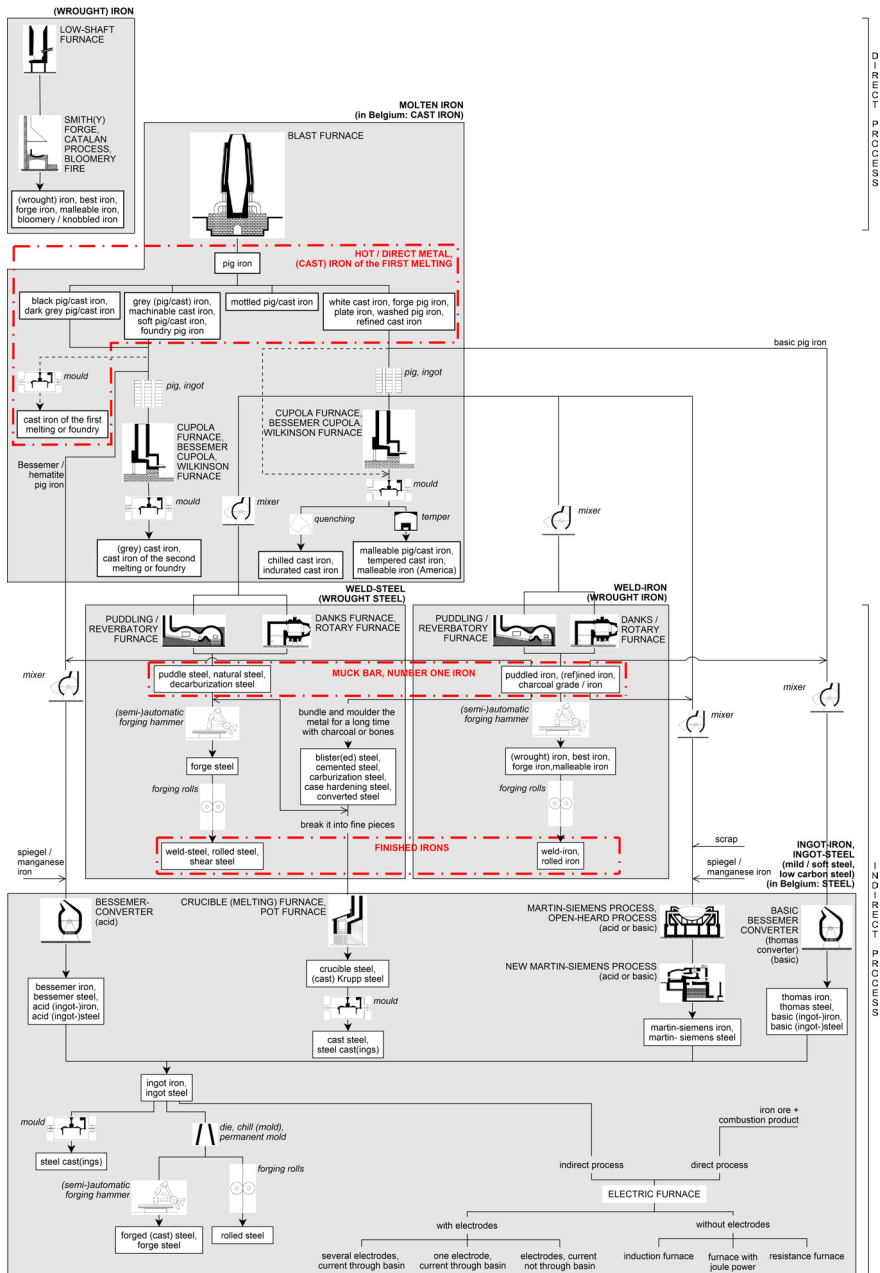 (WROUGHT) IRON
LOW-SHAFT
FURNACE
SMITH(Y)
FORGE,
CATALAN
PROCESS,
BLOOMERY
FIRE
(wrought) iron, best iron,
forge iron, malleable iron,
bloomery / knobbled iron
DIRECT PROCESS
MOLTEN IRON
(in Belgium: CAST IRON)
BLAST FURNACE
pig iron
HOT / DIRECT METAL,
(CAST) IRON of the FIRST MELTING
black pig/cast iron,
dark grey pig/cast iron
grey (pig/cast) iron,
machinable cast iron,
soft pig/cast iron,
foundry pig iron
mottled pig/cast iron
white cast iron, forge pig iron,
plate iron, washed pig iron,
refined cast iron
basic pig iron
mould
cast iron of the first
melting or foundry
pig, ingot
pig, ingot
CUPOLA
FURNACE,
BESSEMER
CUPOLA,
WILKINSON
FURNACE
CUPOLA FURNACE,
BESSEMER CUPOLA,
WILKINSON FURNACE
Bessemer /
hematite
pig iron
mould
mixer
mould
mixer
quenching
temper
(grey) cast iron,
cast iron of the second
melting or foundry
chilled cast iron,
indurated cast iron
malleable pig/cast iron,
tempered cast iron,
malleable iron (America)
WELD-STEEL
(WROUGHT STEEL)
WELD-IRON
(WROUGHT IRON)
PUDDLING /
REVERBATORY
FURNACE
DANKS FURNACE,
ROTARY FURNACE
PUDDLING /
REVERBATORY
FURNACE
DANKS /
ROTARY
FURNACE
mixer
puddle steel, natural steel,
decarburization steel
MUCK BAR, NUMBER ONE IRON
puddled iron, (ref)ined iron,
charcoal grade / iron
mixer
mixer
(semi-)automatic
forging hammer
bundle and moulder the
metal for a long time
with charcoal or bones
(semi-)automatic
forging hammer
forge steel
blister(ed) steel,
cemented steel,
carburization steel,
case hardening steel,
converted steel
(wrought) iron, best iron,
forge iron,malleable iron
forging rolls
forging rolls
break it into fine pieces
weld-steel, rolled steel,
shear steel
FINISHED IRONS
weld-iron,
rolled iron
scrap
spiegel /
manganese
iron
spiegel /
manganese iron
INGOT-IRON,
INGOT-STEEL
(mild / soft steel,
low carbon steel)
(in Belgium: STEEL)
INDIRECT PROCESS
BESSEMER-
CONVERTER
(acid)
CRUCIBLE (MELTING) FURNACE,
POT FURNACE
MARTIN-SIEMENS PROCESS,
OPEN-HEARD PROCESS
(acid or basic)
BASIC
BESSEMER
CONVERTER
(thomas
converter)
(basic)
NEW MARTIN-SIEMENS PROCESS
(acid or basic)
bessemer iron,
bessemer steel,
acid (ingot-)iron,
acid (ingot-)steel
crucible steel,
(cast) Krupp steel
mould
cast steel,
steel cast(ings)
martin-siemens iron,
martin- siemens steel
thomas iron,
thomas steel,
basic (ingot-)iron,
basic (ingot-)steel
ingot iron,
ingot steel
mould
die, chill (mold),
permanent mold
iron ore +
combustion product
steel cast(ings)
indirect process
direct process
(semi-)automatic
forging hammer
forging rolls
ELECTRIC FURNACE
forged (cast) steel,
forge steel
rolled steel
with electrodes
without electrodes
several electrodes,
current through basin
one electrode,
current through basin
electrodes, current
not through basin
induction furnace
furnace with
joule power
resistance furnace